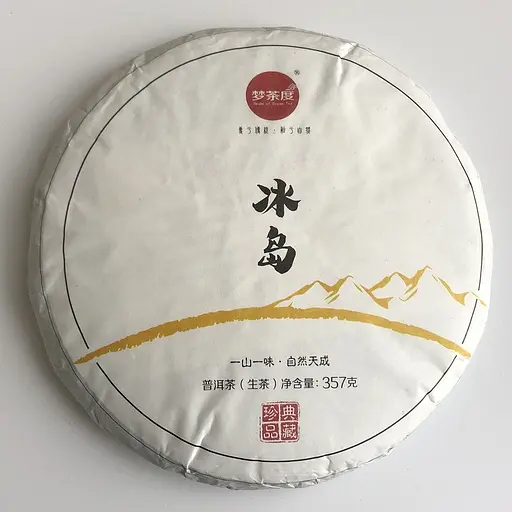 ®
梦茶度
冰岛
一山一味·自然天成
普洱茶（生茶）净含量：357克
珍 典
品 藏